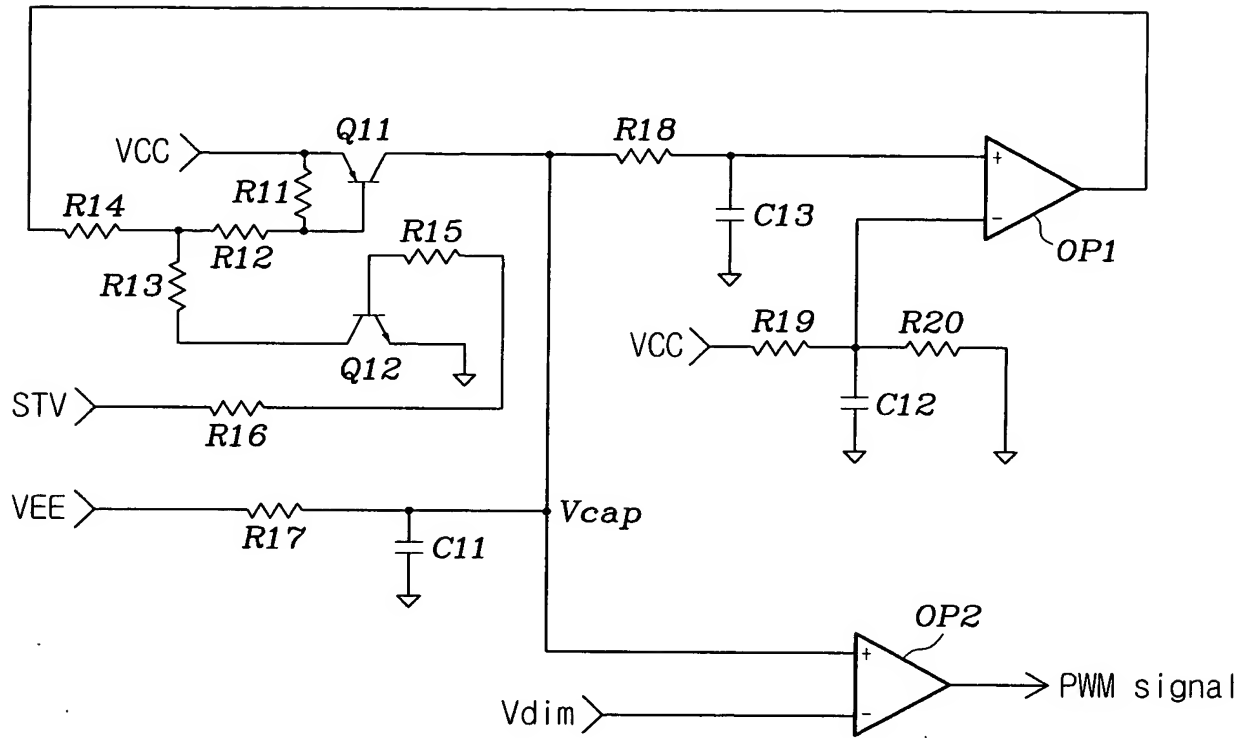 Q11
R18
VCC
+
R11
R14
C13
R15
−
OP1
R12
R13
R19
R20
VCC
Q12
STV
C12
R16
VEE
Vcap
R17
C11
OP2
+
PWM signal
Vdim
−